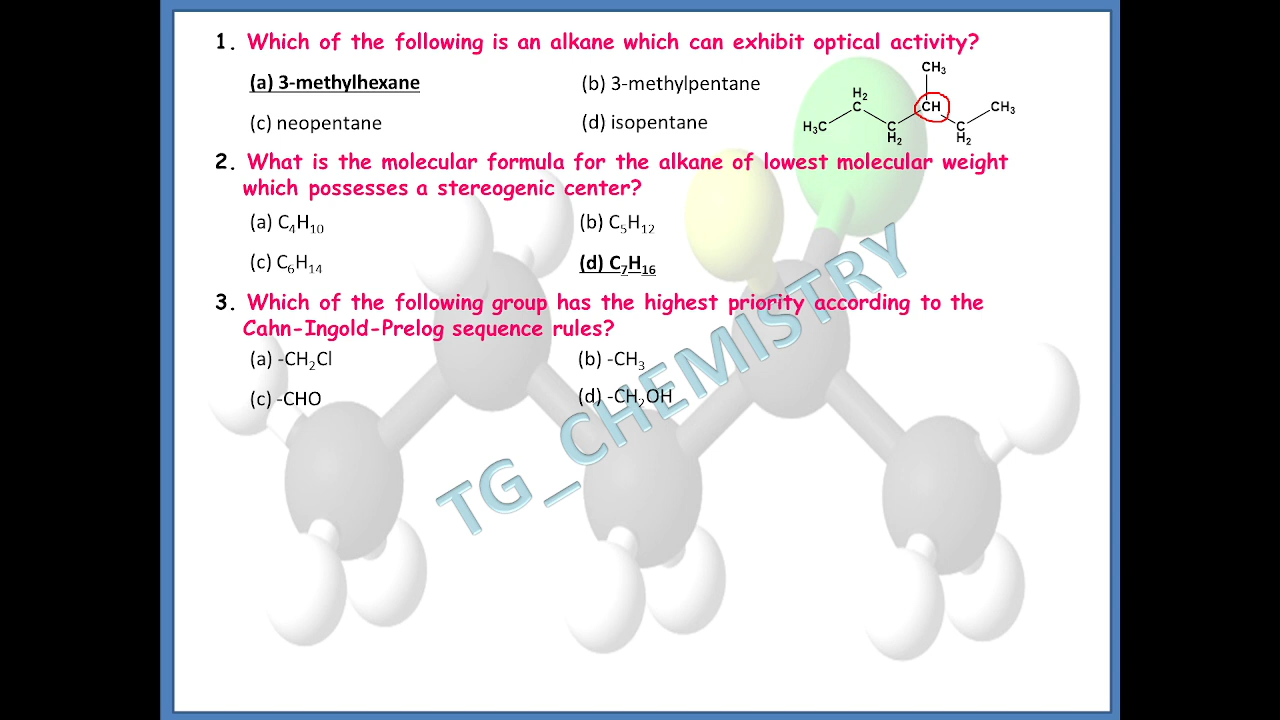 1. Which of the following is an alkane which can exhibit optical activity?
(a) 3-methylhexane (b) 3-methylpentane
(c) neopentane (d) isopentane
CH₃
H₂
C CH CH₃
H₃C C C
H₂ H₂
2. What is the molecular formula for the alkane of lowest molecular weight
which possesses a stereogenic center?
(a) C₄H₁₀ (b) C₅H₁₂
(c) C₆H₁₄ (d) C₇H₁₆
3. Which of the following group has the highest priority according to the
Cahn-Ingold-Prelog sequence rules?
(a) -CH₂Cl (b) -CH₃
(c) -CHO (d) -CH₂OH
TG_CHEMISTRY